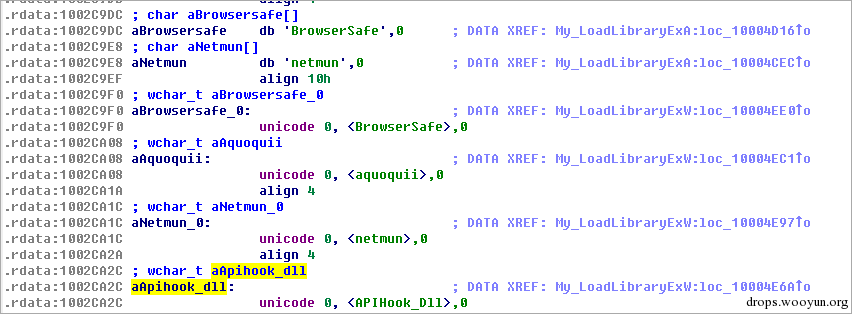 .rdata:1002C9DC ; char aBrowsersafe[]
.rdata:1002C9DC aBrowsersafe db 'BrowserSafe',0 ; DATA XREF: My_LoadLibraryExA:loc_10004D16↑o
.rdata:1002C9E8 ; char aNetmun[]
.rdata:1002C9E8 aNetmun db 'netmun',0 ; DATA XREF: My_LoadLibraryExA:loc_10004CEC↑o
.rdata:1002C9EF align 10h
.rdata:1002C9F0 ; wchar_t aBrowsersafe_0
.rdata:1002C9F0 aBrowsersafe_0: ; DATA XREF: My_LoadLibraryExW:loc_10004EE0↑o
.rdata:1002C9F0 unicode 0, <BrowserSafe>,0
.rdata:1002CA08 ; wchar_t aAquoquii
.rdata:1002CA08 aAquoquii: ; DATA XREF: My_LoadLibraryExW:loc_10004EC1↑o
.rdata:1002CA08 unicode 0, <aquoquii>,0
.rdata:1002CA1A align 4
.rdata:1002CA1C ; wchar_t aNetmun_0
.rdata:1002CA1C aNetmun_0: ; DATA XREF: My_LoadLibraryExW:loc_10004E97↑o
.rdata:1002CA1C unicode 0, <netmun>,0
.rdata:1002CA2A align 4
.rdata:1002CA2C ; wchar_t aApihook_dll
.rdata:1002CA2C aApihook_dll: ; DATA XREF: My_LoadLibraryExW:loc_10004E6A↑o
.rdata:1002CA2C unicode 0, <APIHook_Dll>,0
drops.wooyun.org